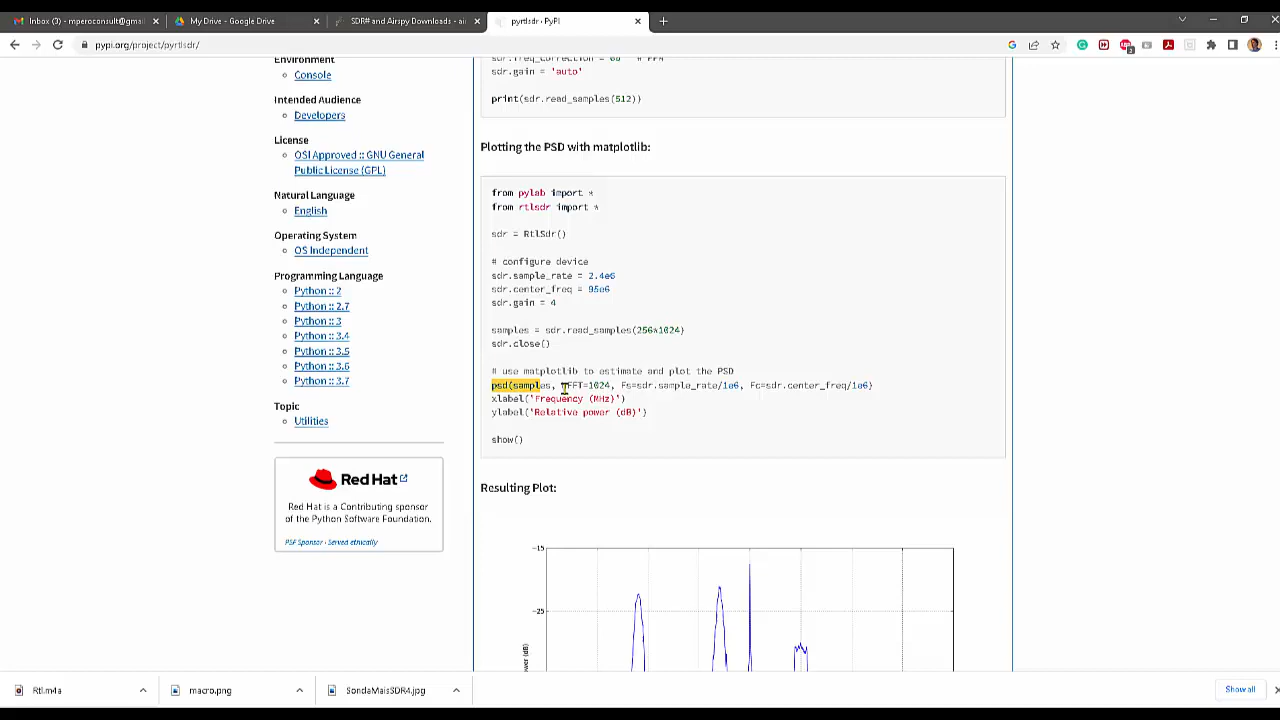 Inbox (3) - mperoconsult@gmail
My Drive - Google Drive
SDR# and Airspy Downloads - ai
pyrtlsdr · PyPI
pypi.org/project/pyrtlsdr/
Environment
Console
Intended Audience
Developers
License
OSI Approved :: GNU General
Public License (GPL)
Natural Language
English
Operating System
OS Independent
Programming Language
Python :: 2
Python :: 2.7
Python :: 3
Python :: 3.4
Python :: 3.5
Python :: 3.6
Python :: 3.7
Topic
Utilities
Red Hat
Red Hat is a Contributing sponsor
of the Python Software Foundation.
PSF Sponsor · Served ethically
sdr.freq_correction = 60 # PPM
sdr.gain = 'auto'
print(sdr.read_samples(512))
Plotting the PSD with matplotlib:
from pylab import *
from rtlsdr import *
sdr = RtlSdr()
# configure device
sdr.sample_rate = 2.4e6
sdr.center_freq = 95e6
sdr.gain = 4
samples = sdr.read_samples(256*1024)
sdr.close()
# use matplotlib to estimate and plot the PSD
psd(samples, NFFT=1024, Fs=sdr.sample_rate/1e6, Fc=sdr.center_freq/1e6)
xlabel('Frequency (MHz)')
ylabel('Relative power (dB)')
show()
Resulting Plot:
-15
-25
wer (dB)
Rtl.m4a
macro.png
SondaMaisSDR4.jpg
Show all